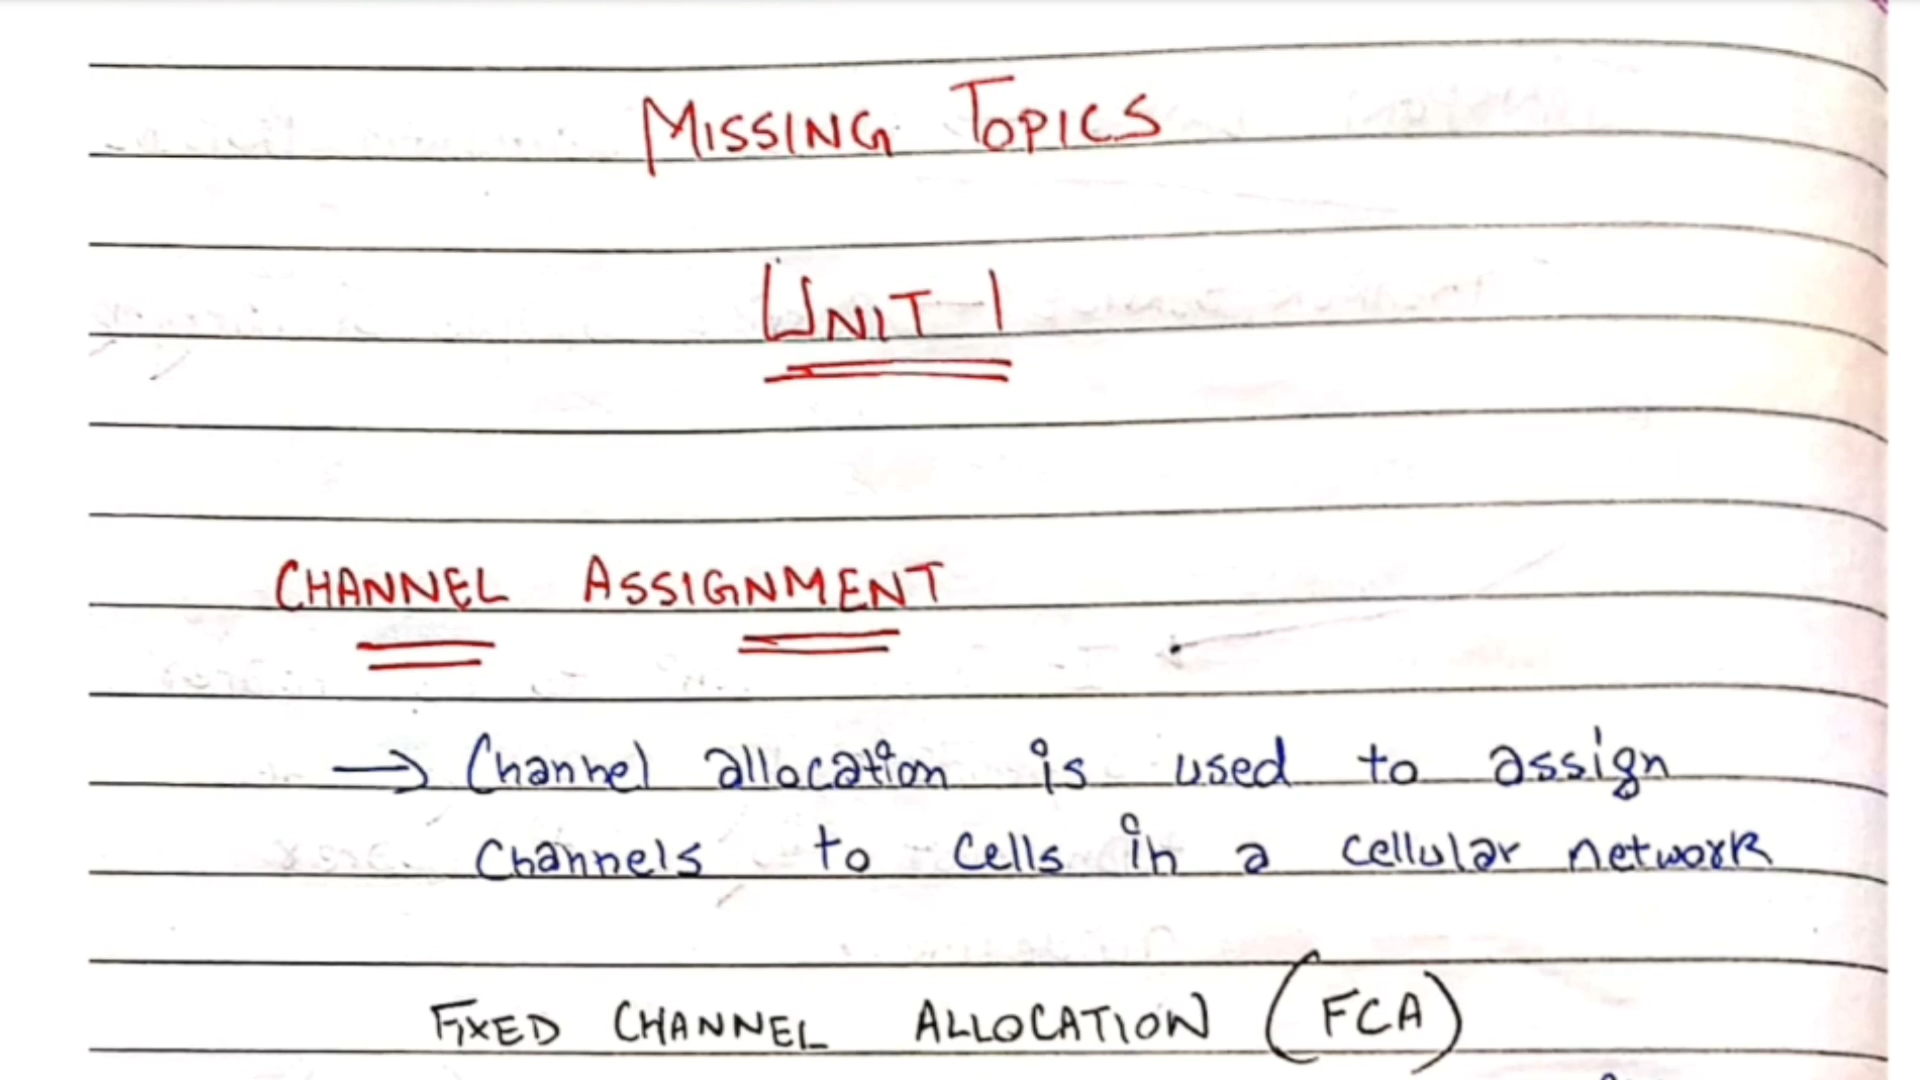 MISSING TOPICS
UNIT 1
CHANNEL ASSIGNMENT
→ Channel allocation is used to assign
channels to cells in a cellular network
FIXED CHANNEL ALLOCATION (FCA)